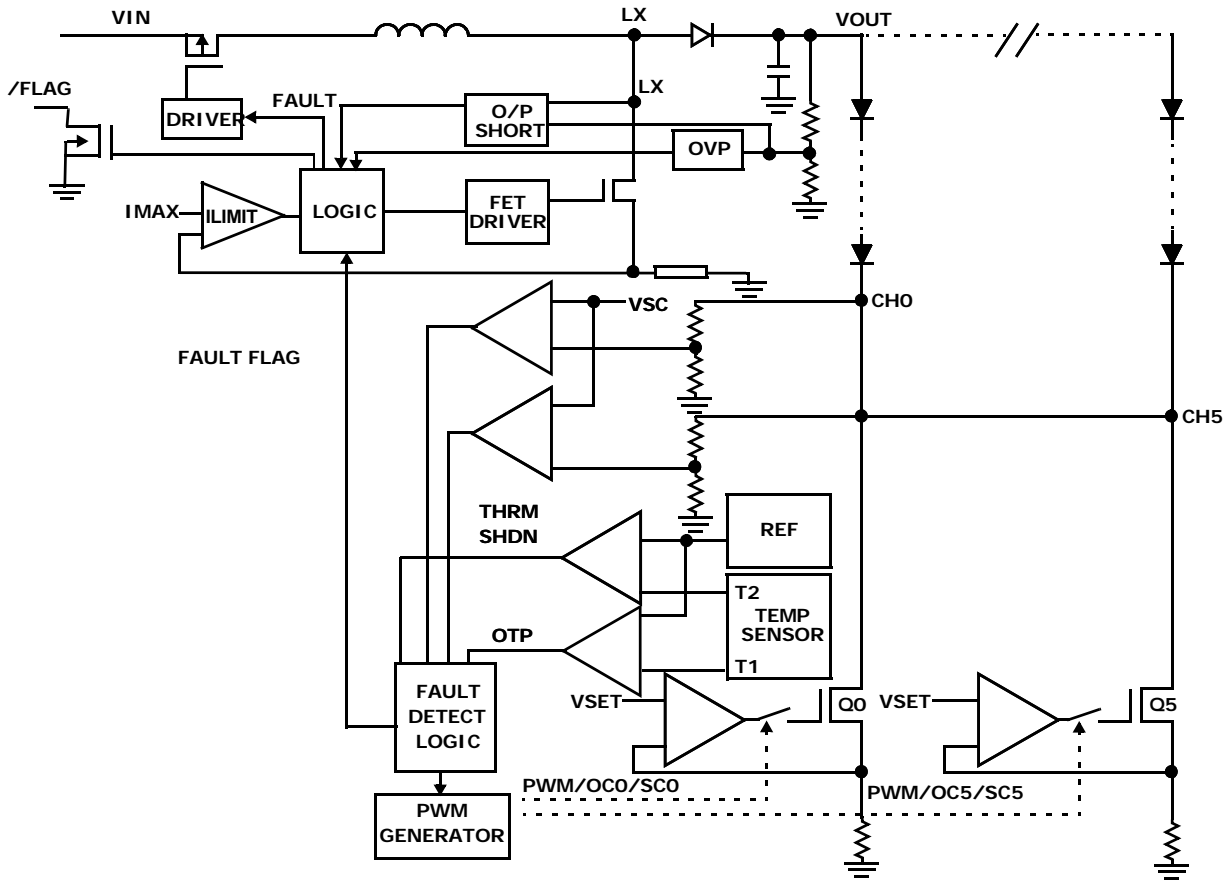 VIN
LX
VOUT
/FLAG
DRIVER
FAULT
O/P
SHORT
LX
OVP
IMAX
ILIMIT
LOGIC
FET
DRIVER
VSC
CH0
FAULT FLAG
CH5
THRM
SHDN
REF
T2
TEMP
SENSOR
T1
OTP
FAULT
DETECT
LOGIC
VSET
Q0
VSET
Q5
PWM/OC0/SC0
PWM/OC5/SC5
PWM
GENERATOR